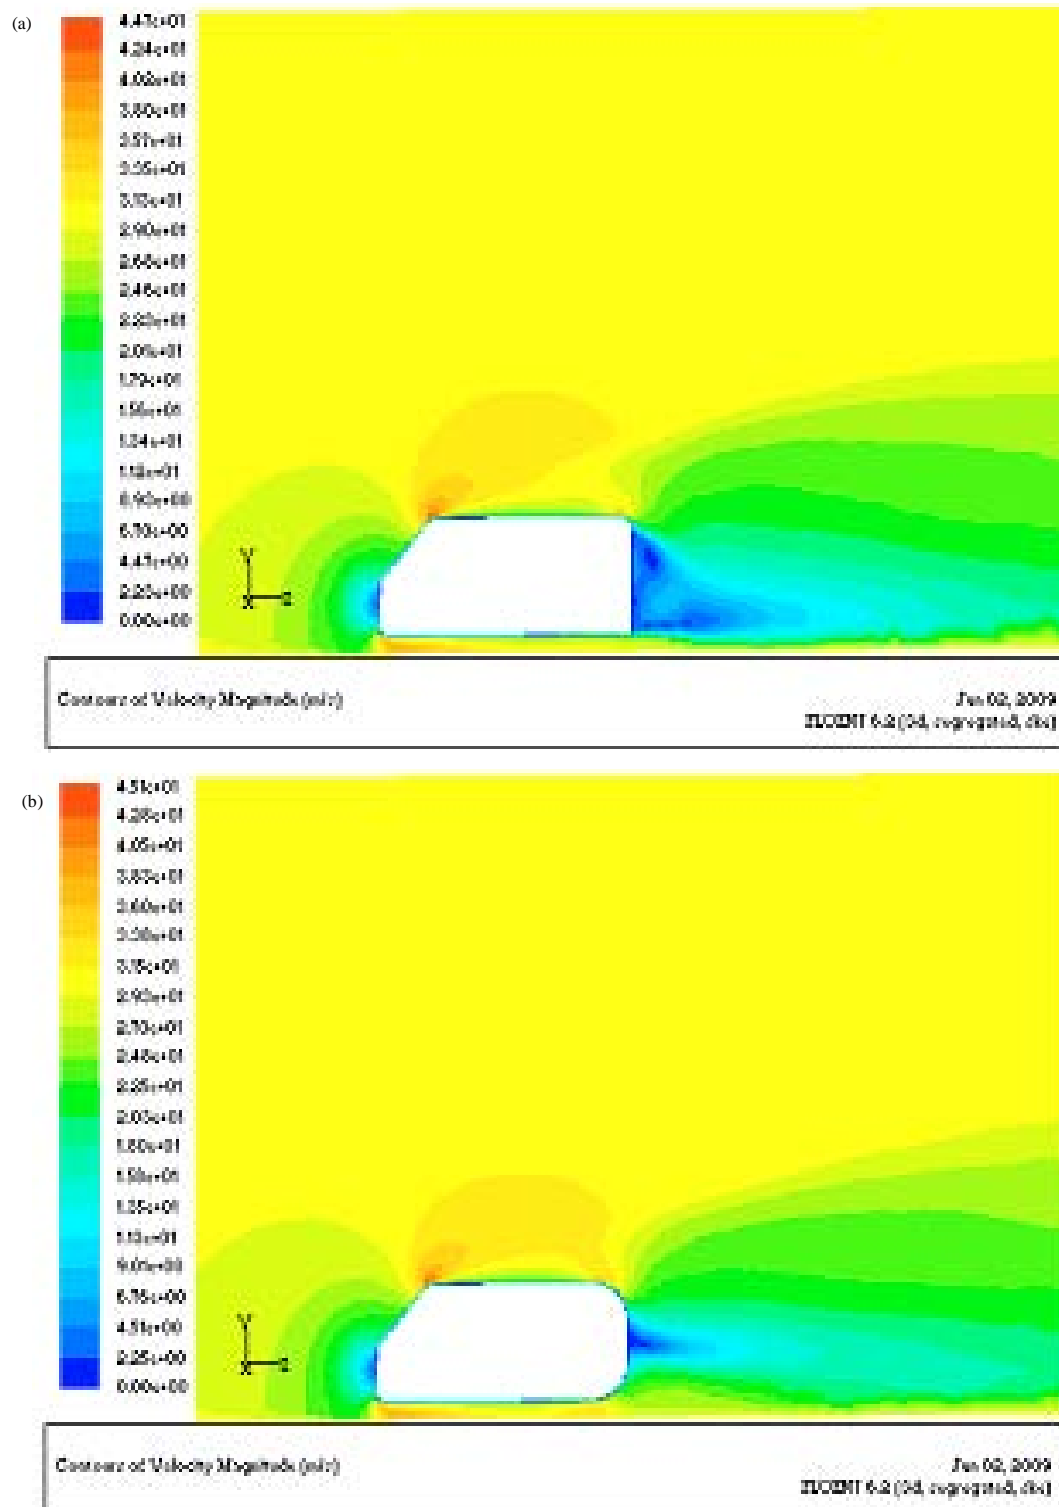 (a)
4.47e+01
4.24e+01
4.02e+01
3.80e+01
3.57e+01
3.35e+01
3.13e+01
2.90e+01
2.68e+01
2.46e+01
2.23e+01
2.01e+01
1.79e+01
1.56e+01
1.34e+01
1.12e+01
8.93e+00
6.70e+00
4.47e+00
2.23e+00
0.00e+00
Y
X Z
Contours of Velocity Magnitude (m/s)
Jun 02, 2009
FLUENT 6.2 (3d, segregated, ske)
(b)
4.51e+01
4.28e+01
4.05e+01
3.83e+01
3.60e+01
3.38e+01
3.15e+01
2.93e+01
2.70e+01
2.48e+01
2.25e+01
2.03e+01
1.80e+01
1.58e+01
1.35e+01
1.13e+01
9.01e+00
6.76e+00
4.51e+00
2.25e+00
0.00e+00
Y
X Z
Contours of Velocity Magnitude (m/s)
Jun 02, 2009
FLUENT 6.2 (3d, segregated, ske)